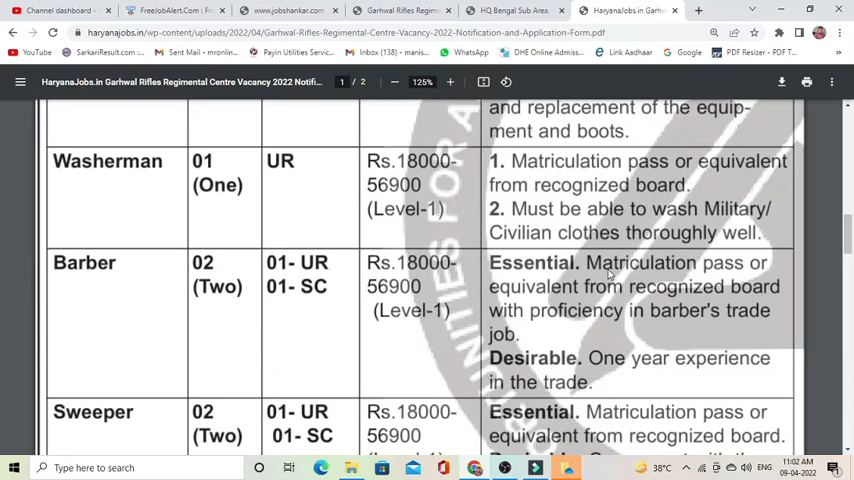 Channel dashboard -
FreeJobAlert.Com : Fr
www.jobshankar.com
Garhwal Rifles Regime
HQ Bengal Sub Area,
HaryanaJobs.in Garhw
haryanajobs.in/wp-content/uploads/2022/04/Garhwal-Rifles-Regimental-Centre-Vacancy-2022-Notification-and-Application-Form.pdf
YouTube
SarkariResult.com :...
Sent Mail - mnromb...
Payin Utilities Servic...
Inbox (138) - manis...
WhatsApp
DHE Online Admiss...
Link Aadhaar
Google
PDF Resizer | DeftP...
HaryanaJobs.in Garhwal Rifles Regimental Centre Vacancy 2022 Notifi...
1 / 2
125%
and replacement of the equip-
ment and boots.
Washerman
01
(One)
UR
Rs.18000-
56900
(Level-1)
1. Matriculation pass or equivalent
from recognized board.
2. Must be able to wash Military/
Civilian clothes thoroughly well.
Barber
02
(Two)
01- UR
01- SC
Rs.18000-
56900
(Level-1)
Essential. Matriculation pass or
equivalent from recognized board
with proficiency in barber's trade
job.
Desirable. One year experience
in the trade.
Sweeper
02
(Two)
01- UR
01- SC
Rs.18000-
56900
Essential. Matriculation pass or
equivalent from recognized board.
Type here to search
38°C
ENG
11:02 AM
09-04-2022